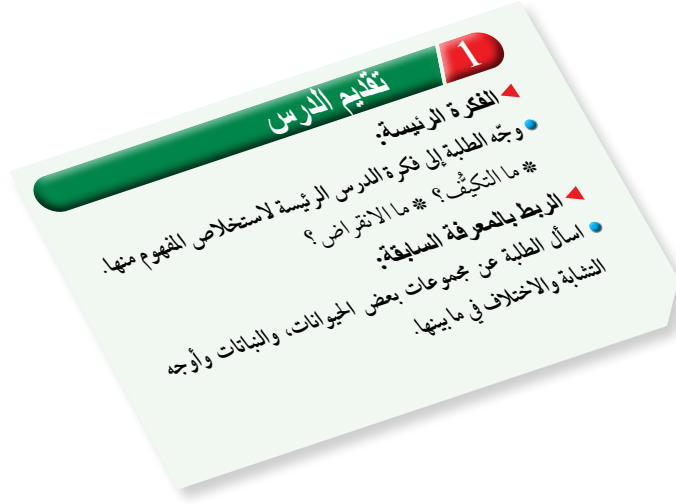 1 تقديم الدرس
الفكرة الرئيسة:
وجّه الطلبة إلى فكرة الدرس الرئيسة لاستخلاص المفهوم منها.
* ما التكيُّف؟ * ما الانقراض؟
الربط بالمعرفة السابقة:
اسأل الطلبة عن مجموعات بعض الحيوانات، والنباتات وأوجه
التشابة والاختلاف في ما بينها.